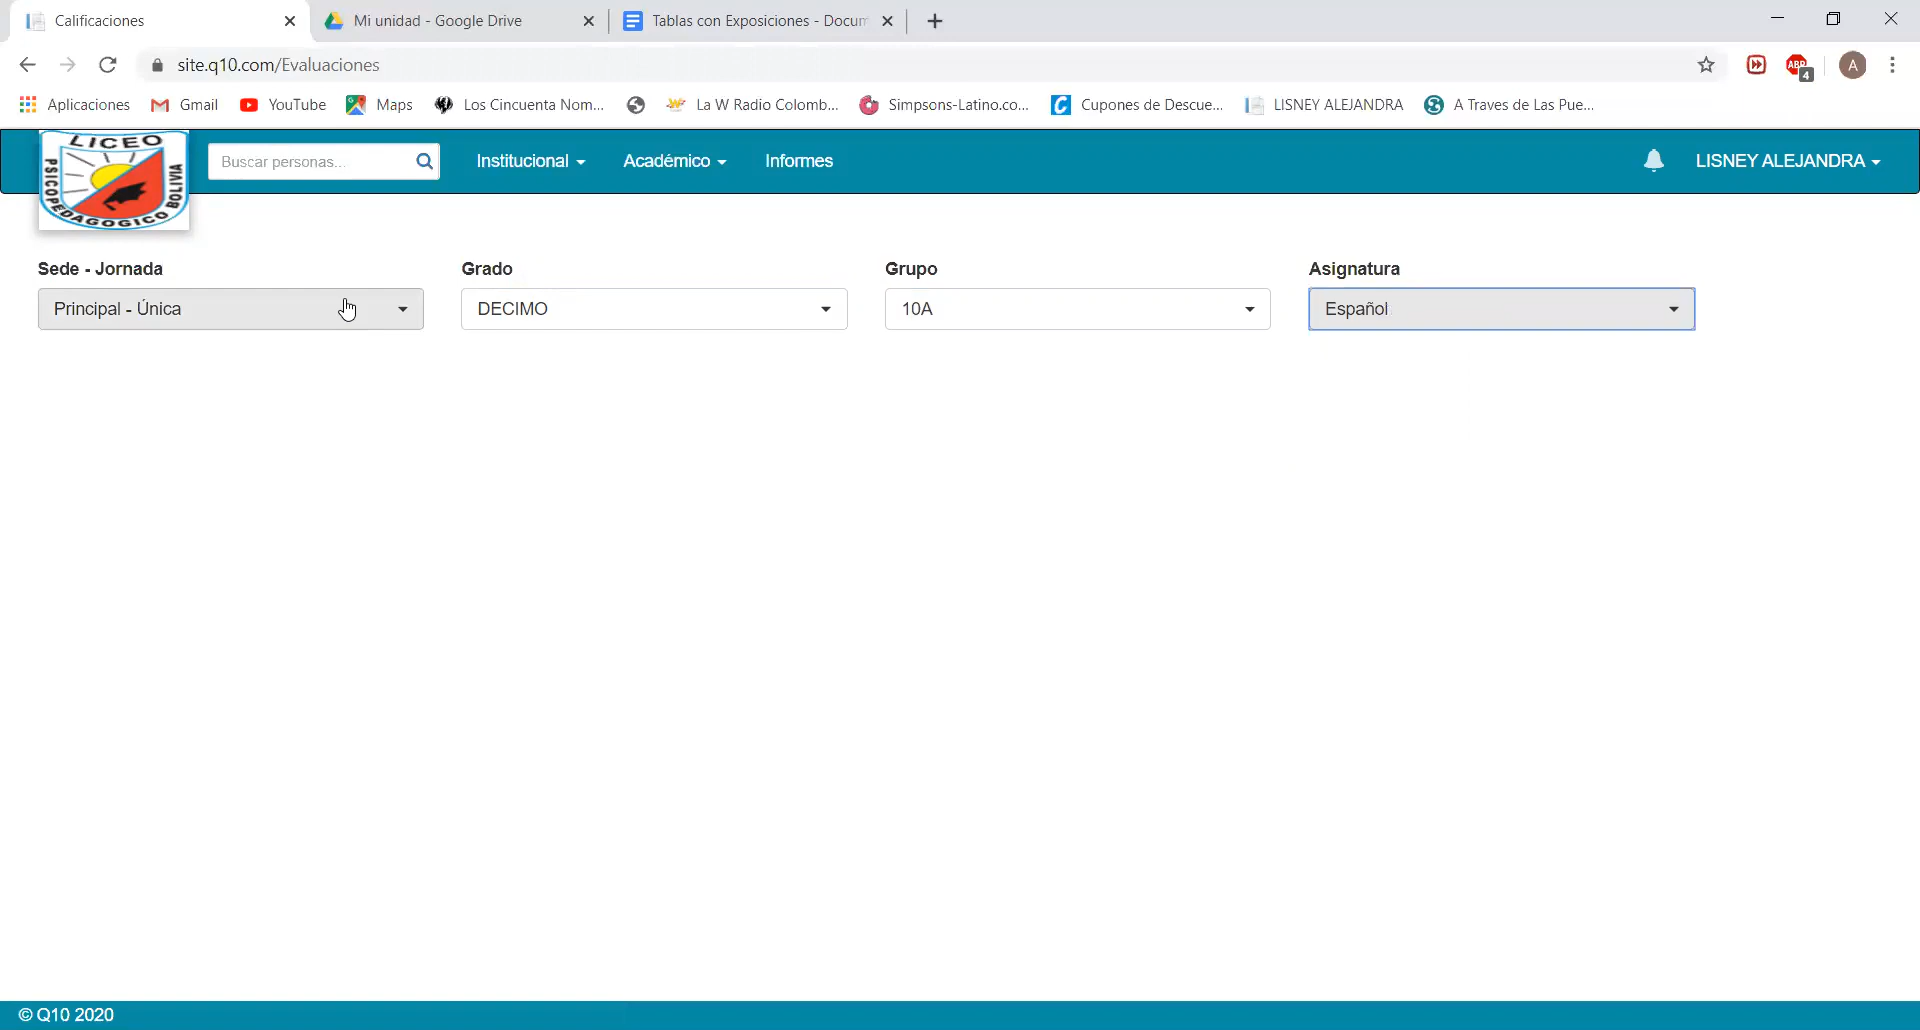 Calificaciones
Mi unidad - Google Drive
Tablas con Exposiciones - Docum
site.q10.com/Evaluaciones
ABP
4
A
Aplicaciones
Gmail
YouTube
Maps
Los Cincuenta Nom...
La W Radio Colomb...
Simpsons-Latino.co...
Cupones de Descue...
LISNEY ALEJANDRA
A Traves de Las Pue...
LICEO
PSICOPEDAGOGICO BOLIVIA
Buscar personas...
Institucional
Académico
Informes
LISNEY ALEJANDRA
Sede - Jornada
Grado
Grupo
Asignatura
Principal - Única
DECIMO
10A
Español
© Q10 2020